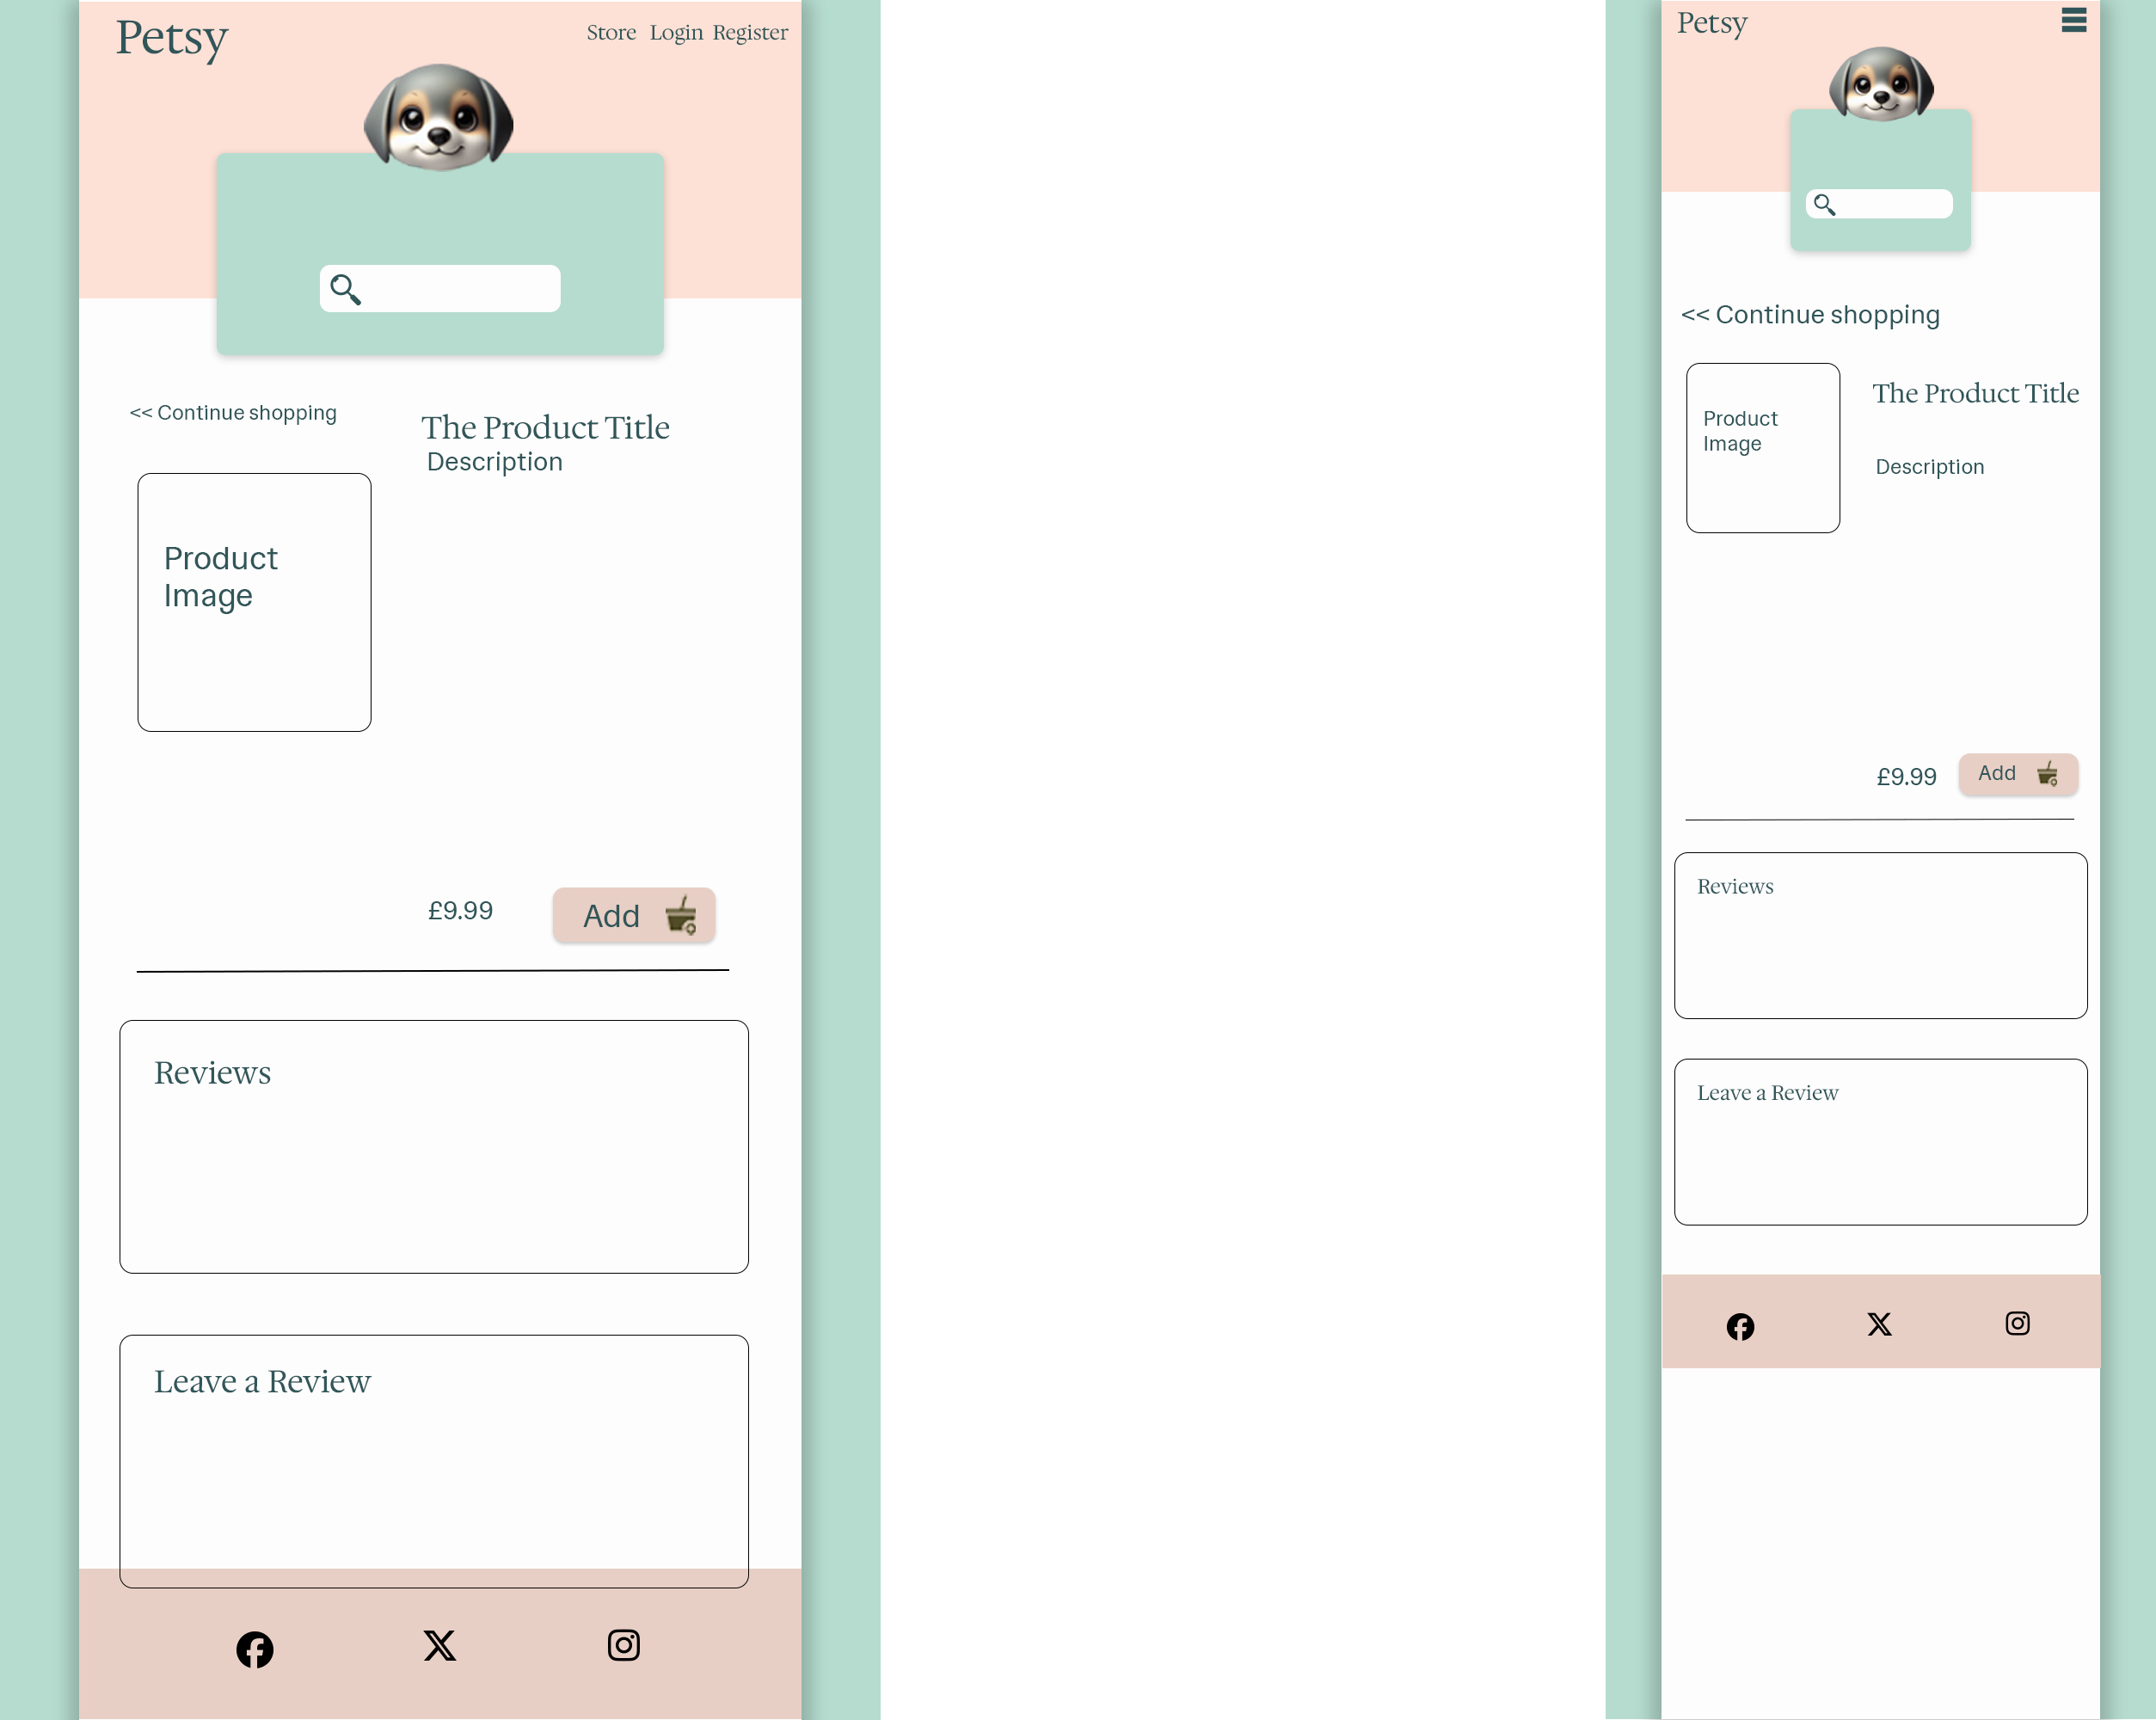 Petsy
Store Login Register
<< Continue shopping
The Product Title
Description
Product
Image
£9.99
Add
Reviews
Leave a Review
Petsy
<< Continue shopping
The Product Title
Product
Image
Description
£9.99
Add
Reviews
Leave a Review